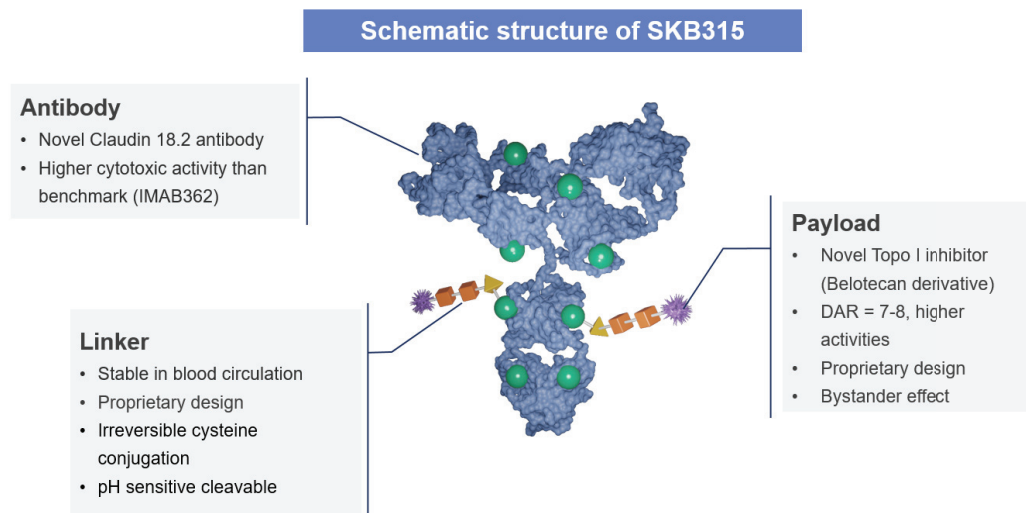 Schematic structure of SKB315
Antibody
• Novel Claudin 18.2 antibody
• Higher cytotoxic activity than
benchmark (IMAB362)
Linker
• Stable in blood circulation
• Proprietary design
• Irreversible cysteine
conjugation
• pH sensitive cleavable
Payload
• Novel Topo I inhibitor
(Belotecan derivative)
• DAR = 7-8, higher
activities
• Proprietary design
• Bystander effect